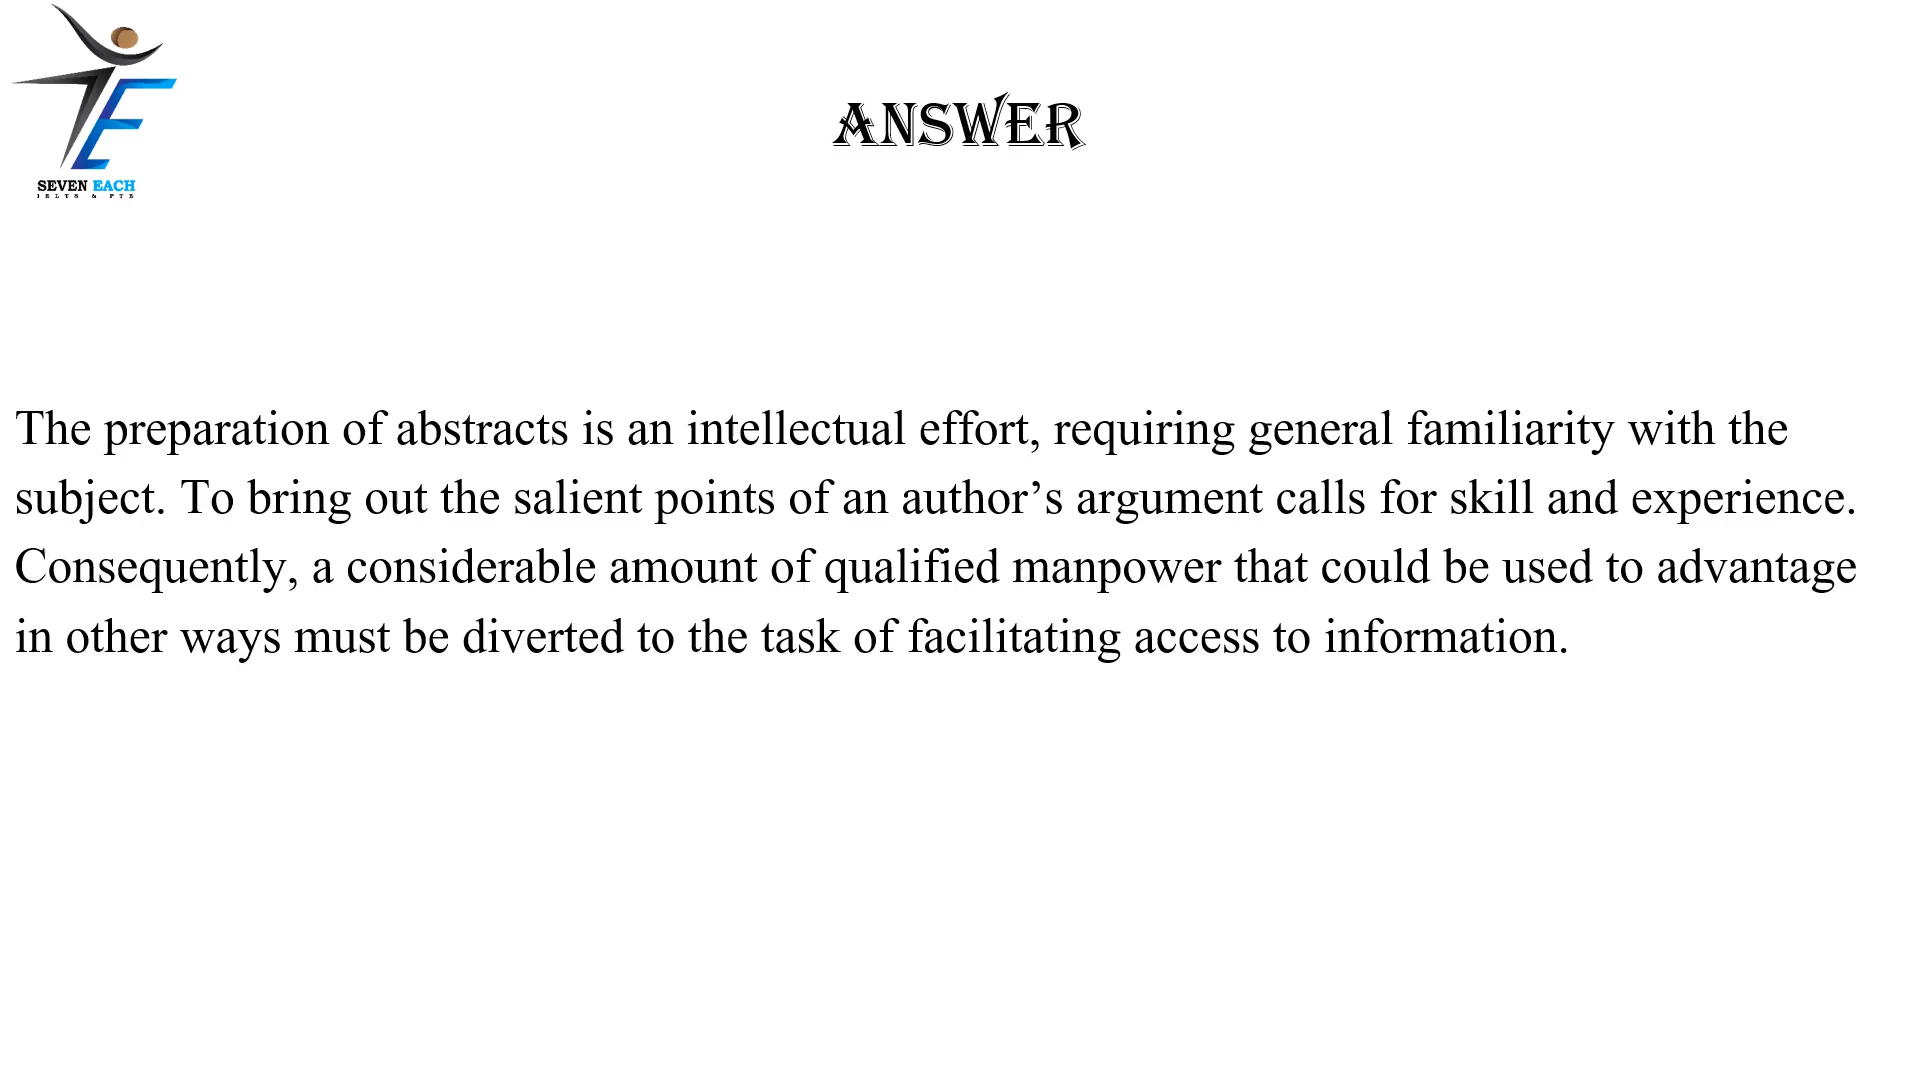 SEVEN EACH
IELTS & PTE
ANSWER
The preparation of abstracts is an intellectual effort, requiring general familiarity with the
subject. To bring out the salient points of an author’s argument calls for skill and experience.
Consequently, a considerable amount of qualified manpower that could be used to advantage
in other ways must be diverted to the task of facilitating access to information.